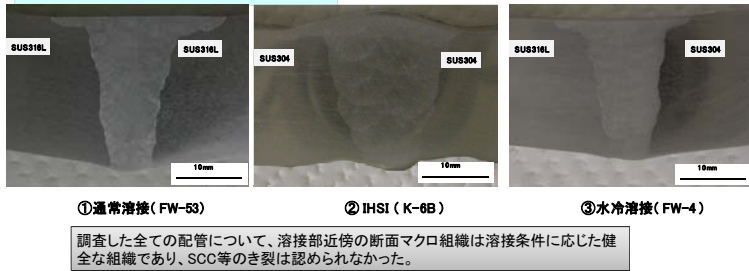 SUS316L
SUS316L
10mm
SUS304
SUS304
10mm
SUS316L
SUS304
10mm
①通常溶接(FW-53)
② IHSI ( K-6B )
③水冷溶接( FW-4 )
調査した全ての配管について、溶接部近傍の断面マクロ組織は溶接条件に応じた健
全な組織であり、SCC等のき裂は認められなかった。